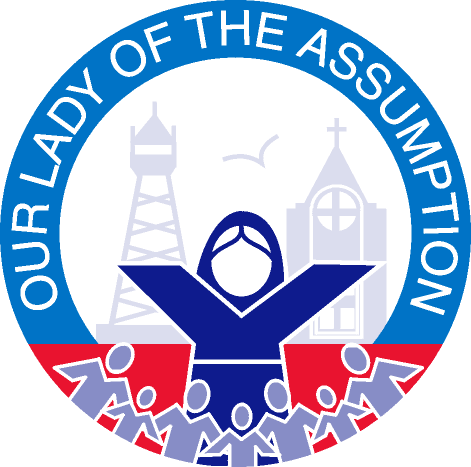 OUR LADY OF THE ASSUMPTION